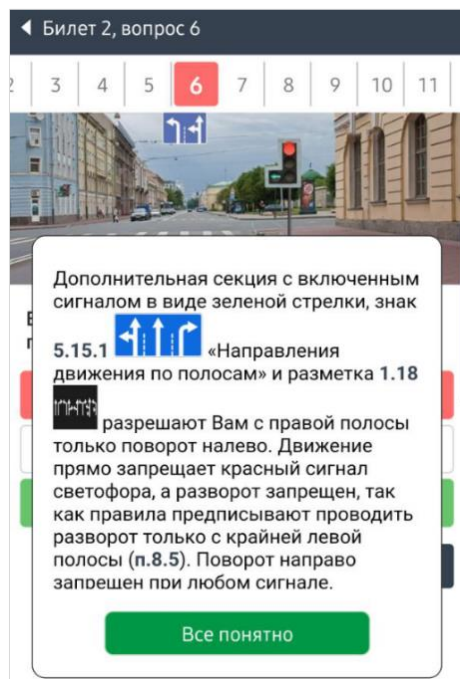 Билет 2, вопрос 6
3 4 5 6 7 8 9 10 11
Дополнительная секция с включенным
сигналом в виде зеленой стрелки, знак
5.15.1 «Направления
движения по полосам» и разметка 1.18
разрешают Вам с правой полосы
только поворот налево. Движение
прямо запрещает красный сигнал
светофора, а разворот запрещен, так
как правила предписывают проводить
разворот только с крайней левой
полосы (п.8.5). Поворот направо
запрещен при любом сигнале.
Все понятно